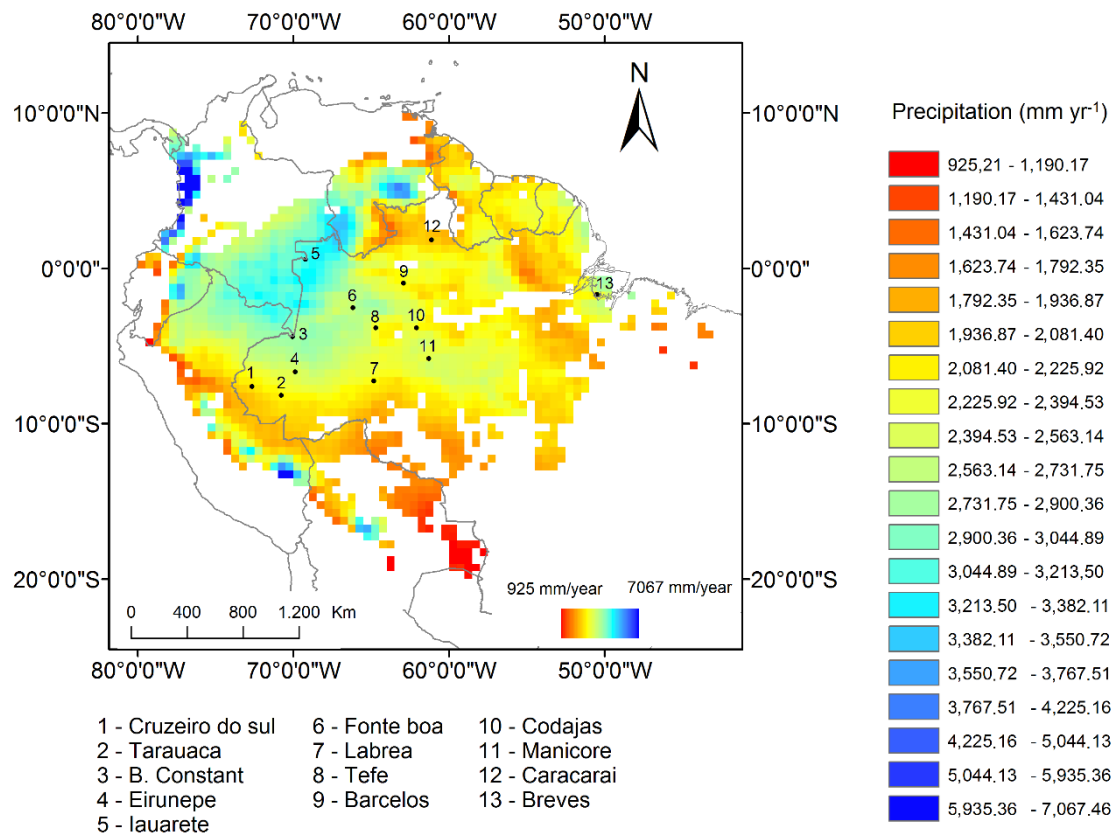 80°0'0"W 70°0'0"W 60°0'0"W 50°0'0"W
N
10°0'0"N 10°0'0"N
0°0'0" 0°0'0"
10°0'0"S 10°0'0"S
20°0'0"S 20°0'0"S
12
5
9
13
6
8 10
3
11
4
7
1
2
925 mm/year 7067 mm/year
0 400 800 1.200 Km
80°0'0"W 70°0'0"W 60°0'0"W 50°0'0"W
1 - Cruzeiro do sul
2 - Tarauaca
3 - B. Constant
4 - Eirunepe
5 - Iauarete
6 - Fonte boa
7 - Labrea
8 - Tefe
9 - Barcelos
10 - Codajas
11 - Manicore
12 - Caracarai
13 - Breves
Precipitation (mm yr-1)
925,21 - 1,190.17
1,190.17 - 1,431.04
1,431.04 - 1,623.74
1,623.74 - 1,792.35
1,792.35 - 1,936.87
1,936.87 - 2,081.40
2,081.40 - 2,225.92
2,225.92 - 2,394.53
2,394.53 - 2,563.14
2,563.14 - 2,731.75
2,731.75 - 2,900.36
2,900.36 - 3,044.89
3,044.89 - 3,213,50
3,213.50 - 3,382.11
3,382.11 - 3,550.72
3,550.72 - 3,767.51
3,767.51 - 4,225.16
4,225.16 - 5,044.13
5,044.13 - 5,935.36
5,935.36 - 7,067.46